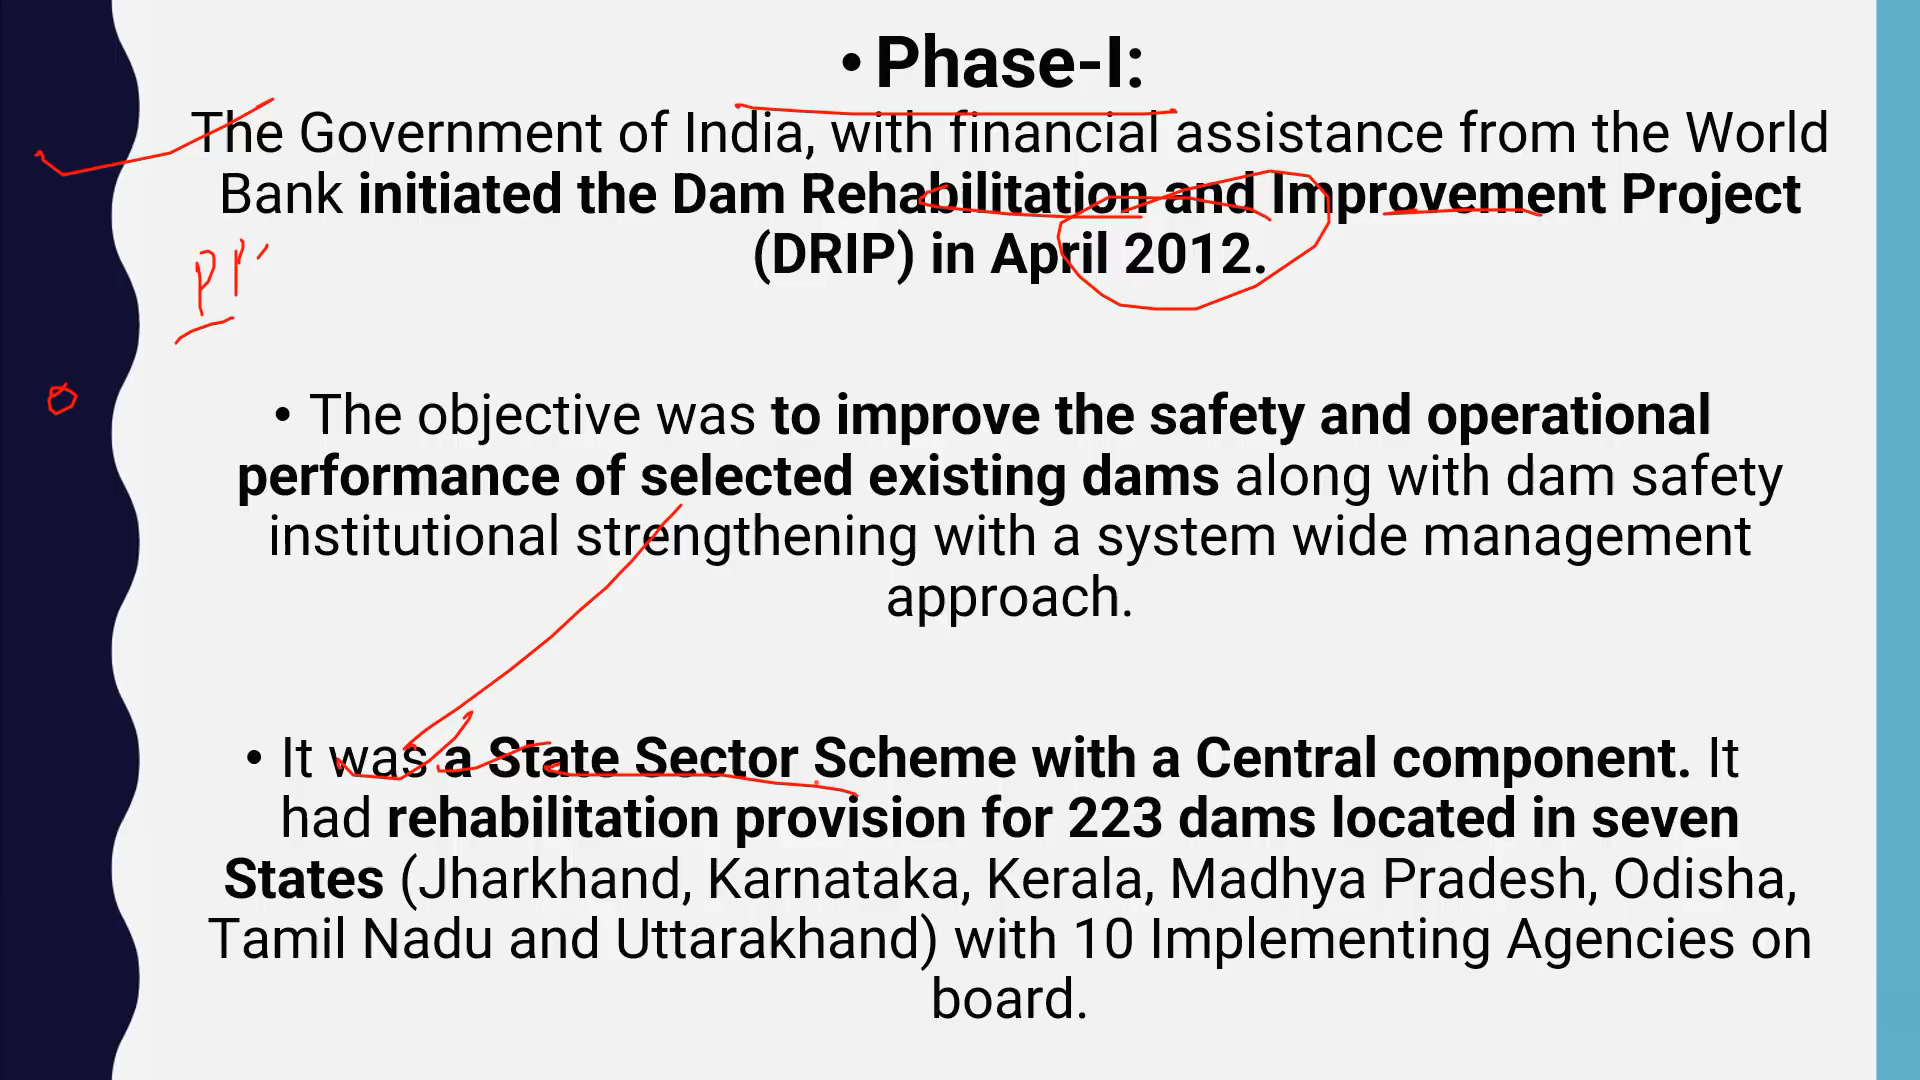 • Phase-I:
The Government of India, with financial assistance from the World
Bank initiated the Dam Rehabilitation and Improvement Project
(DRIP) in April 2012.
• The objective was to improve the safety and operational
performance of selected existing dams along with dam safety
institutional strengthening with a system wide management
approach.
• It was a State Sector Scheme with a Central component. It
had rehabilitation provision for 223 dams located in seven
States (Jharkhand, Karnataka, Kerala, Madhya Pradesh, Odisha,
Tamil Nadu and Uttarakhand) with 10 Implementing Agencies on
board.